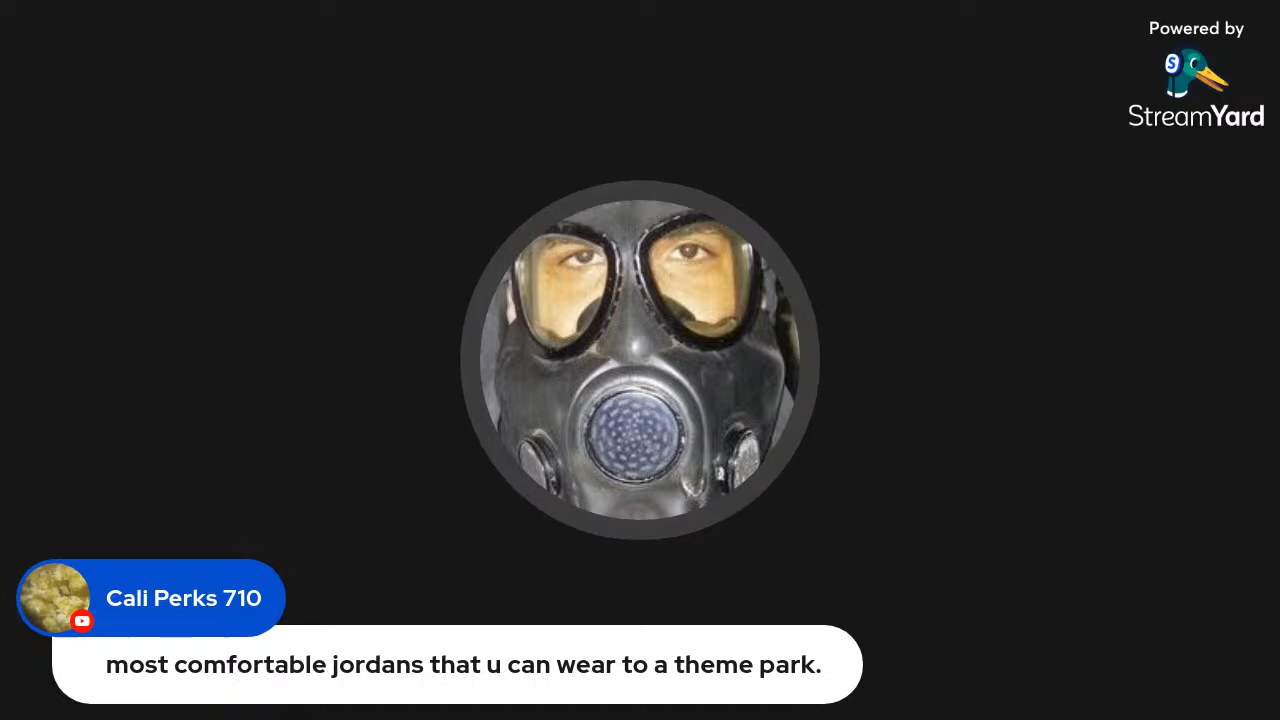 Powered by
S
StreamYard
Cali Perks 710
most comfortable jordans that u can wear to a theme park.